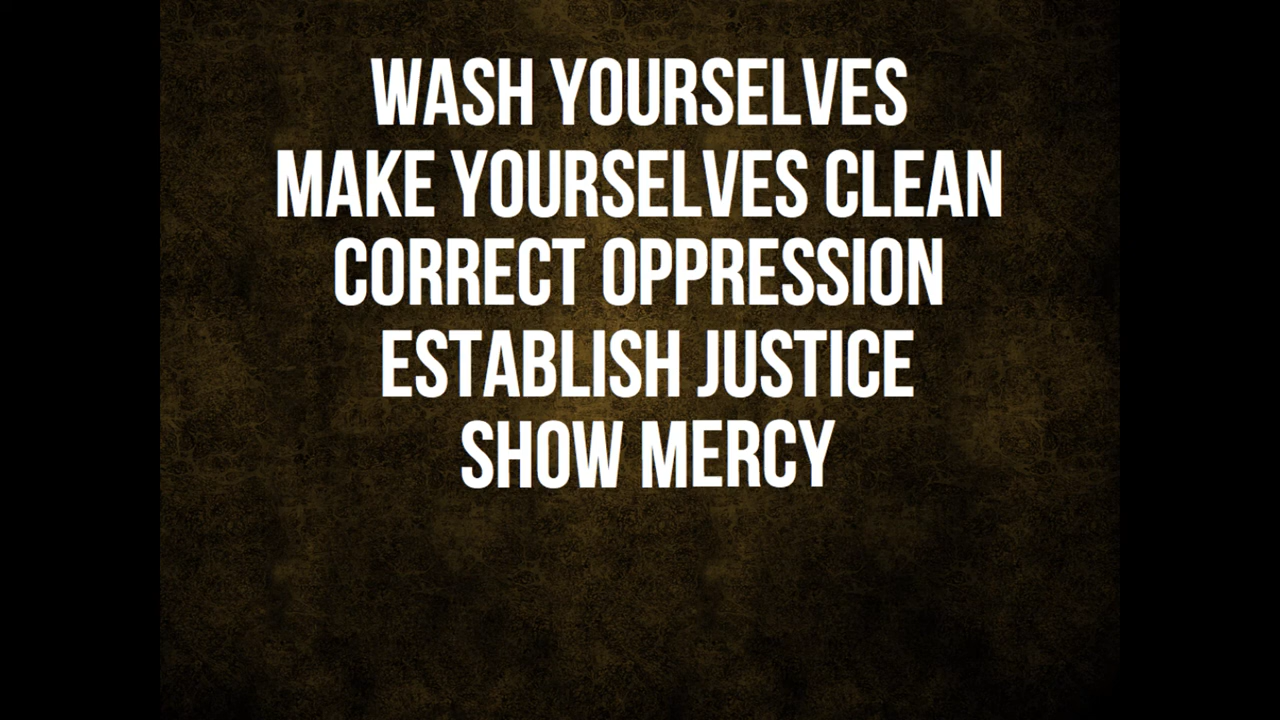 WASH YOURSELVES
MAKE YOURSELVES CLEAN
CORRECT OPPRESSION
ESTABLISH JUSTICE
SHOW MERCY